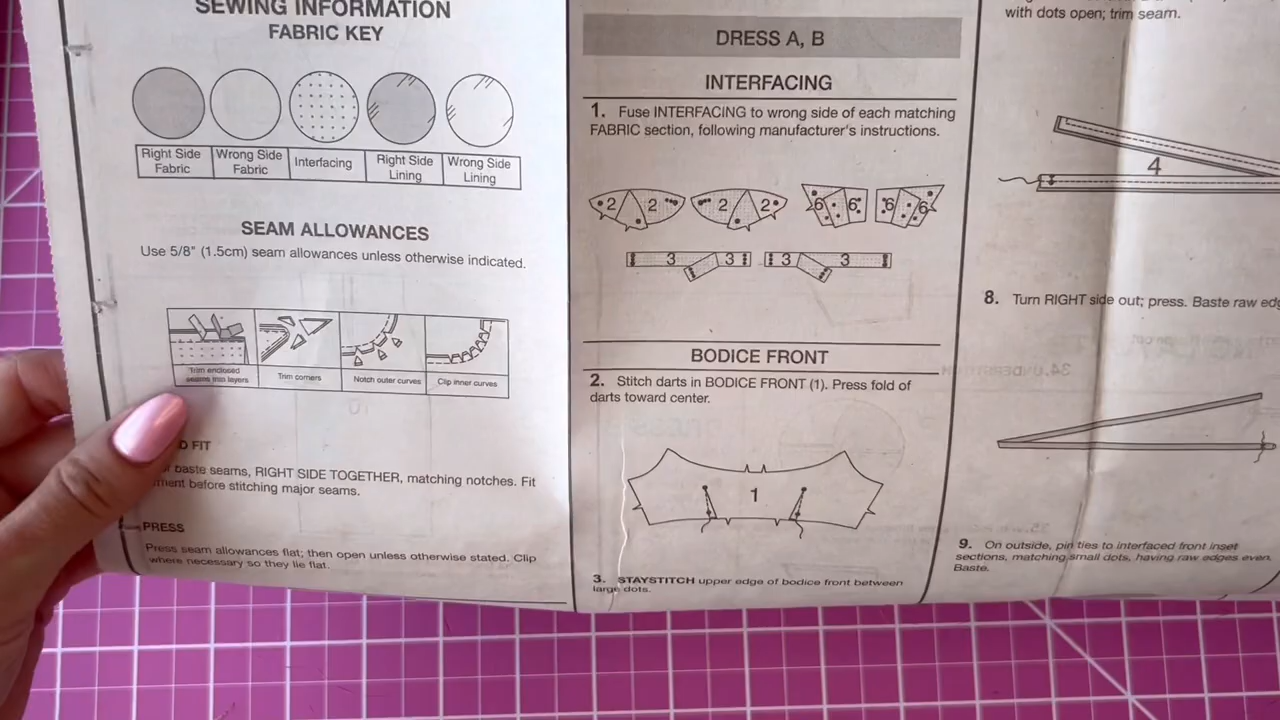 SEWING INFORMATION
FABRIC KEY
Right Side
Fabric
Wrong Side
Fabric
Interfacing
Right Side
Lining
Wrong Side
Lining
SEAM ALLOWANCES
Use 5/8" (1.5cm) seam allowances unless otherwise indicated.
Trim enclosed
seams into layers
Trim corners
Notch outer curves
Clip inner curves
D FIT
baste seams, RIGHT SIDE TOGETHER, matching notches. Fit
ment before stitching major seams.
PRESS
Press seam allowances flat; then open unless otherwise stated. Clip
where necessary so they lie flat.
DRESS A, B
INTERFACING
1. Fuse INTERFACING to wrong side of each matching
FABRIC section, following manufacturer's instructions.
2 2 2 2 6 6 6 6
3 3 3 3
BODICE FRONT
2. Stitch darts in BODICE FRONT (1). Press fold of
darts toward center.
1
3. STAYSTITCH upper edge of bodice front between
large dots.
with dots open; trim seam.
4
8. Turn RIGHT side out; press. Baste raw edg
9. On outside, pin ties to interfaced front inset
sections, matching small dots, having raw edges even.
Baste.